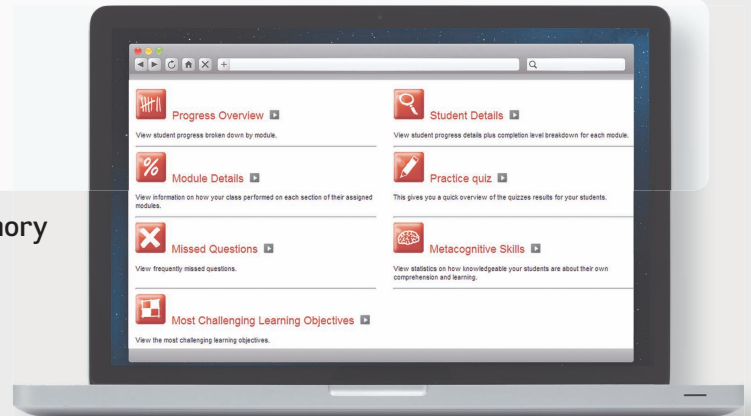 Progress Overview
View student progress broken down by module.
Student Details
View student progress details plus completion level breakdown for each module.
Module Details
View information on how your class performed on each section of their assigned
modules.
Practice quiz
This gives you a quick overview of the quizzes results for your students.
Missed Questions
View frequently missed questions.
Metacognitive Skills
View statistics on how knowledgeable your students are about their own
comprehension and learning.
Most Challenging Learning Objectives
View the most challenging learning objectives.